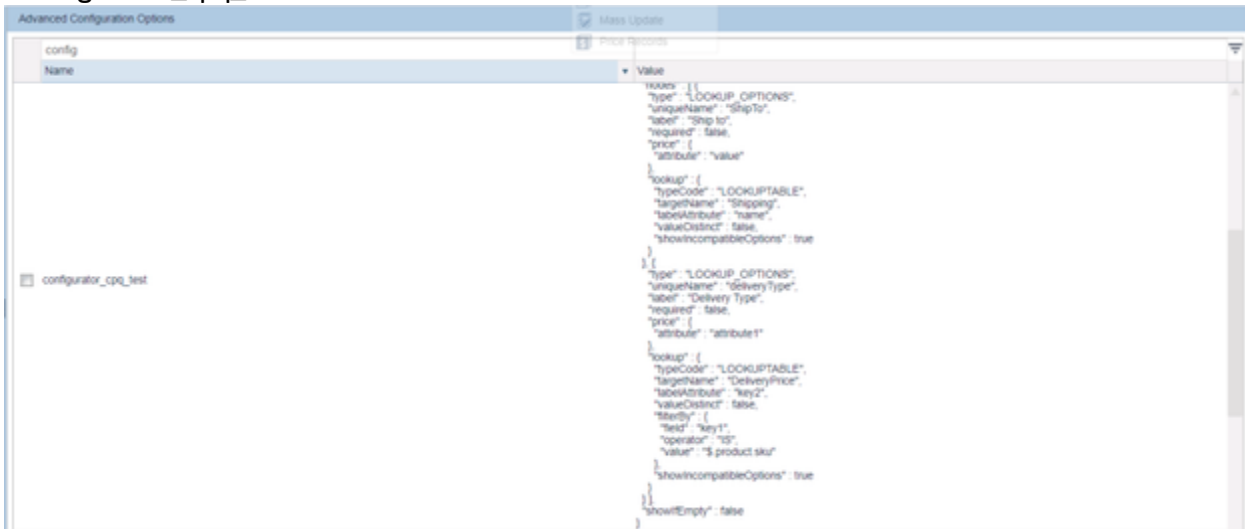 Advanced Configuration Options
Mass Update
Price Records
config
Name
Value
"nodes" : [ {
"type" : "LOOKUP_OPTIONS",
"uniqueName" : "ShipTo",
"label" : "Ship to",
"required" : false,
"price" : {
"attribute" : "value"
},
"lookup" : {
"typeCode" : "LOOKUPTABLE",
"targetName" : "Shipping",
"labelAttribute" : "name",
"valueDistinct" : false,
"showIncompatibleOptions" : true
}
}, {
configurator_cpq_test
"type" : "LOOKUP_OPTIONS",
"uniqueName" : "deliveryType",
"label" : "Delivery Type",
"required" : false,
"price" : {
"attribute" : "attribute1"
},
"lookup" : {
"typeCode" : "LOOKUPTABLE",
"targetName" : "DeliveryPrice",
"labelAttribute" : "key2",
"valueDistinct" : false,
"filterBy" : {
"field" : "key1",
"operator" : "IS",
"value" : "$.product.sku"
},
"showIncompatibleOptions" : true
}
} ],
"showIfEmpty" : false
}